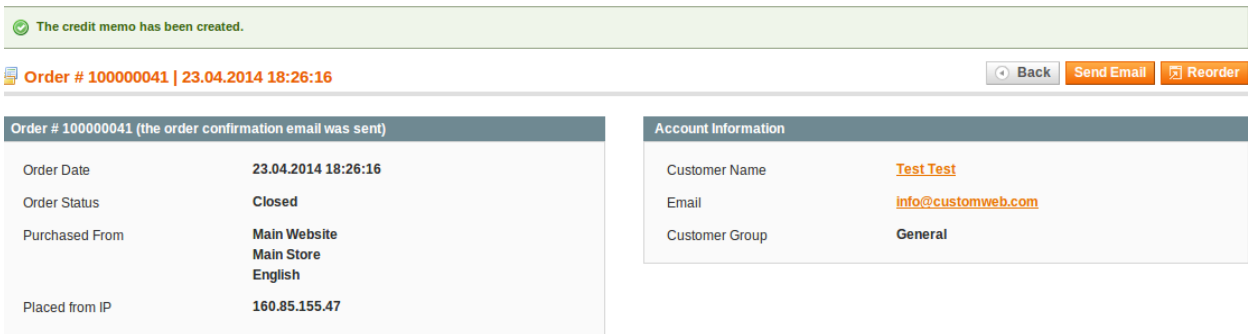 The credit memo has been created.
Order # 100000041 | 23.04.2014 18:26:16
Back
Send Email
Reorder
Order # 100000041 (the order confirmation email was sent)
Order Date 23.04.2014 18:26:16
Order Status Closed
Purchased From Main Website
Main Store
English
Placed from IP 160.85.155.47
Account Information
Customer Name Test Test
Email info@customweb.com
Customer Group General